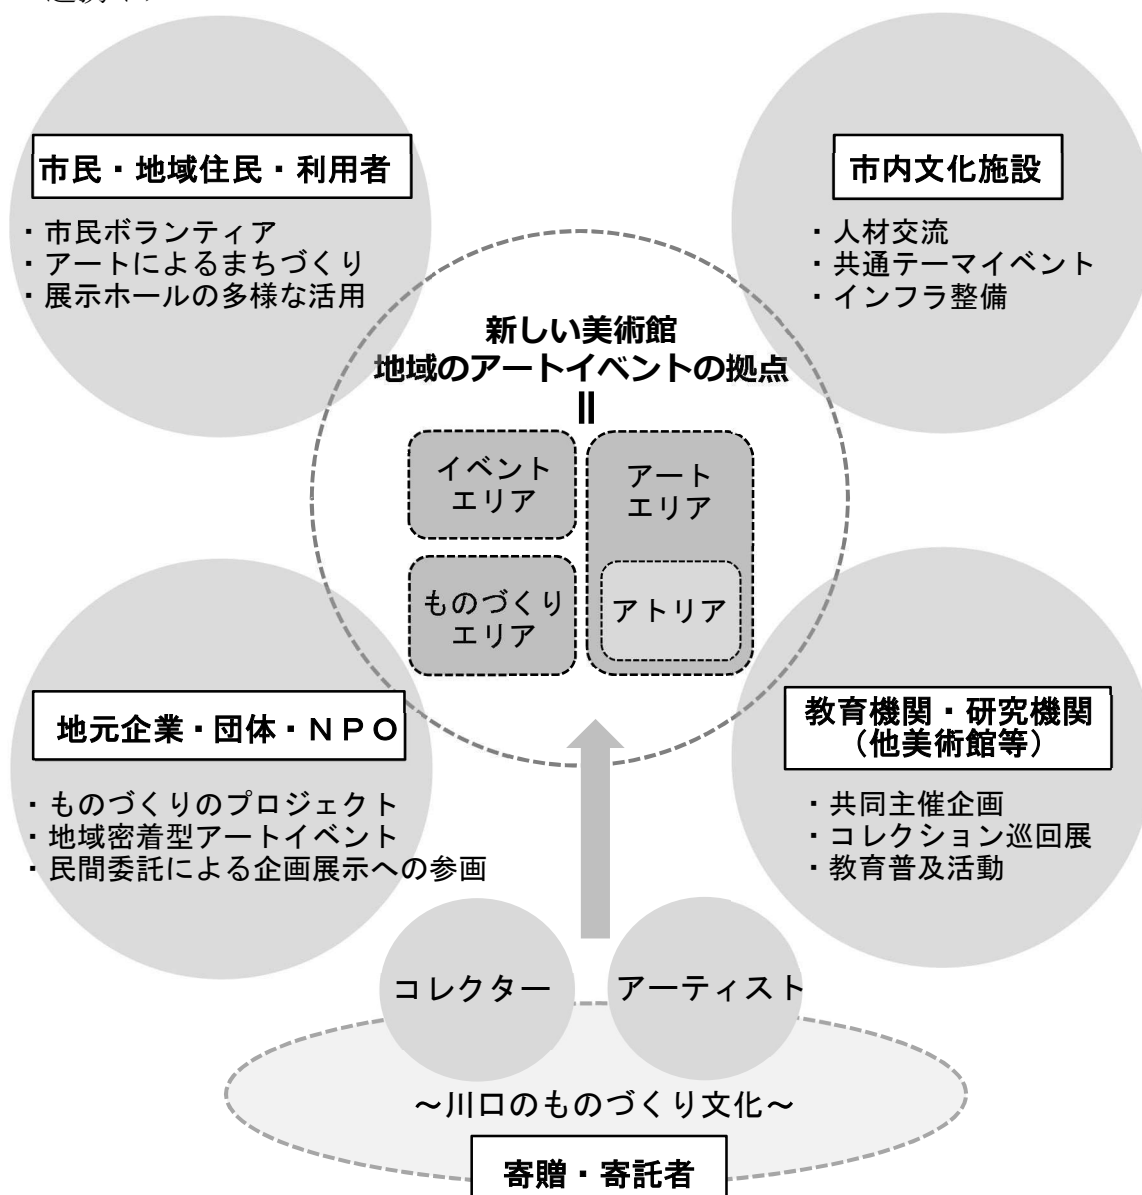 市民・地域住民・利用者
・市民ボランティア
・アートによるまちづくり
・展示ホールの多様な活用
市内文化施設
・人材交流
・共通テーマイベント
・インフラ整備
新しい美術館
地域のアートイベントの拠点
||
イベント
エリア
アート
エリア
ものづくり
エリア
アトリア
地元企業・団体・ＮＰＯ
・ものづくりのプロジェクト
・地域密着型アートイベント
・民間委託による企画展示への参画
教育機関・研究機関
（他美術館等）
・共同主催企画
・コレクション巡回展
・教育普及活動
コレクター
アーティスト
～川口のものづくり文化～
寄贈・寄託者